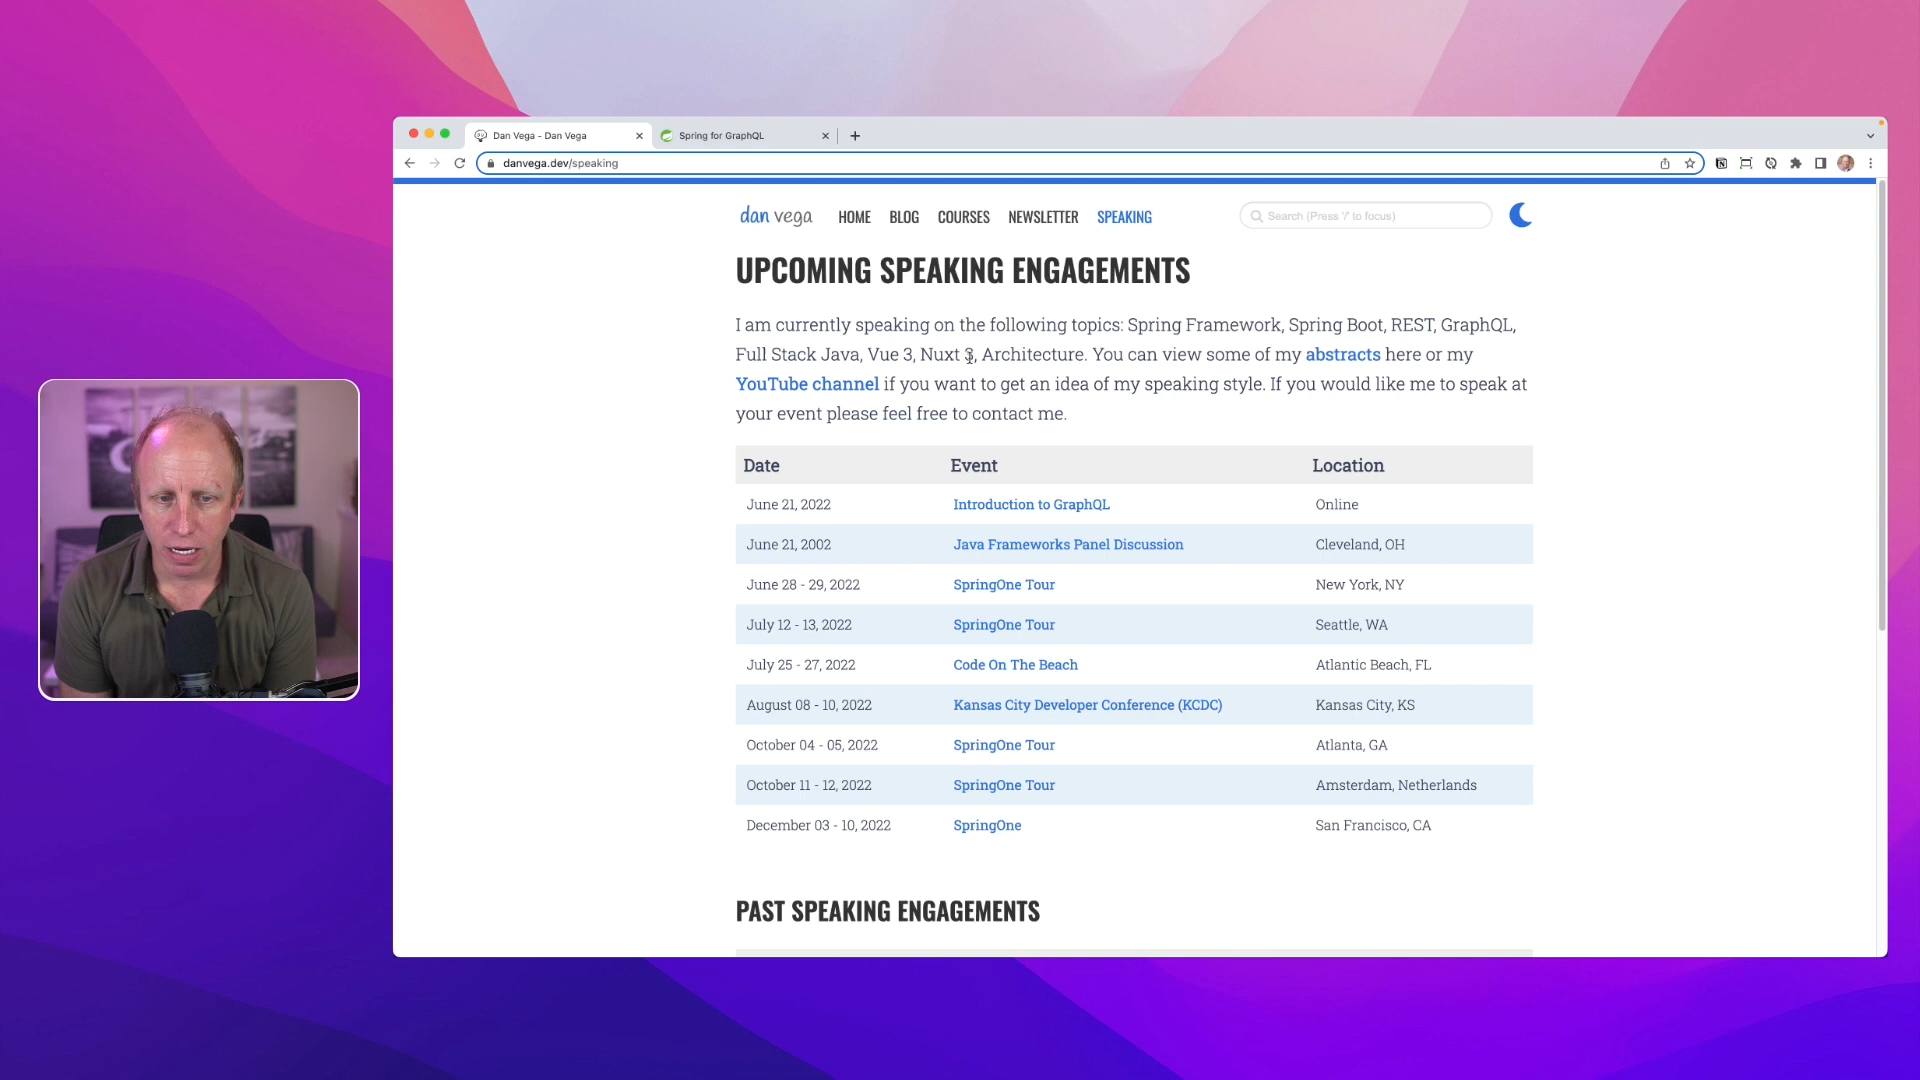 Dan Vega - Dan Vega
Spring for GraphQL
danvega.dev/speaking
dan vega HOME BLOG COURSES NEWSLETTER SPEAKING Search (Press '/' to focus)
UPCOMING SPEAKING ENGAGEMENTS
I am currently speaking on the following topics: Spring Framework, Spring Boot, REST, GraphQL,
Full Stack Java, Vue 3, Nuxt 3, Architecture. You can view some of my abstracts here or my
YouTube channel if you want to get an idea of my speaking style. If you would like me to speak at
your event please feel free to contact me.
Date Event Location
June 21, 2022 Introduction to GraphQL Online
June 21, 2002 Java Frameworks Panel Discussion Cleveland, OH
June 28 - 29, 2022 SpringOne Tour New York, NY
July 12 - 13, 2022 SpringOne Tour Seattle, WA
July 25 - 27, 2022 Code On The Beach Atlantic Beach, FL
August 08 - 10, 2022 Kansas City Developer Conference (KCDC) Kansas City, KS
October 04 - 05, 2022 SpringOne Tour Atlanta, GA
October 11 - 12, 2022 SpringOne Tour Amsterdam, Netherlands
December 03 - 10, 2022 SpringOne San Francisco, CA
PAST SPEAKING ENGAGEMENTS